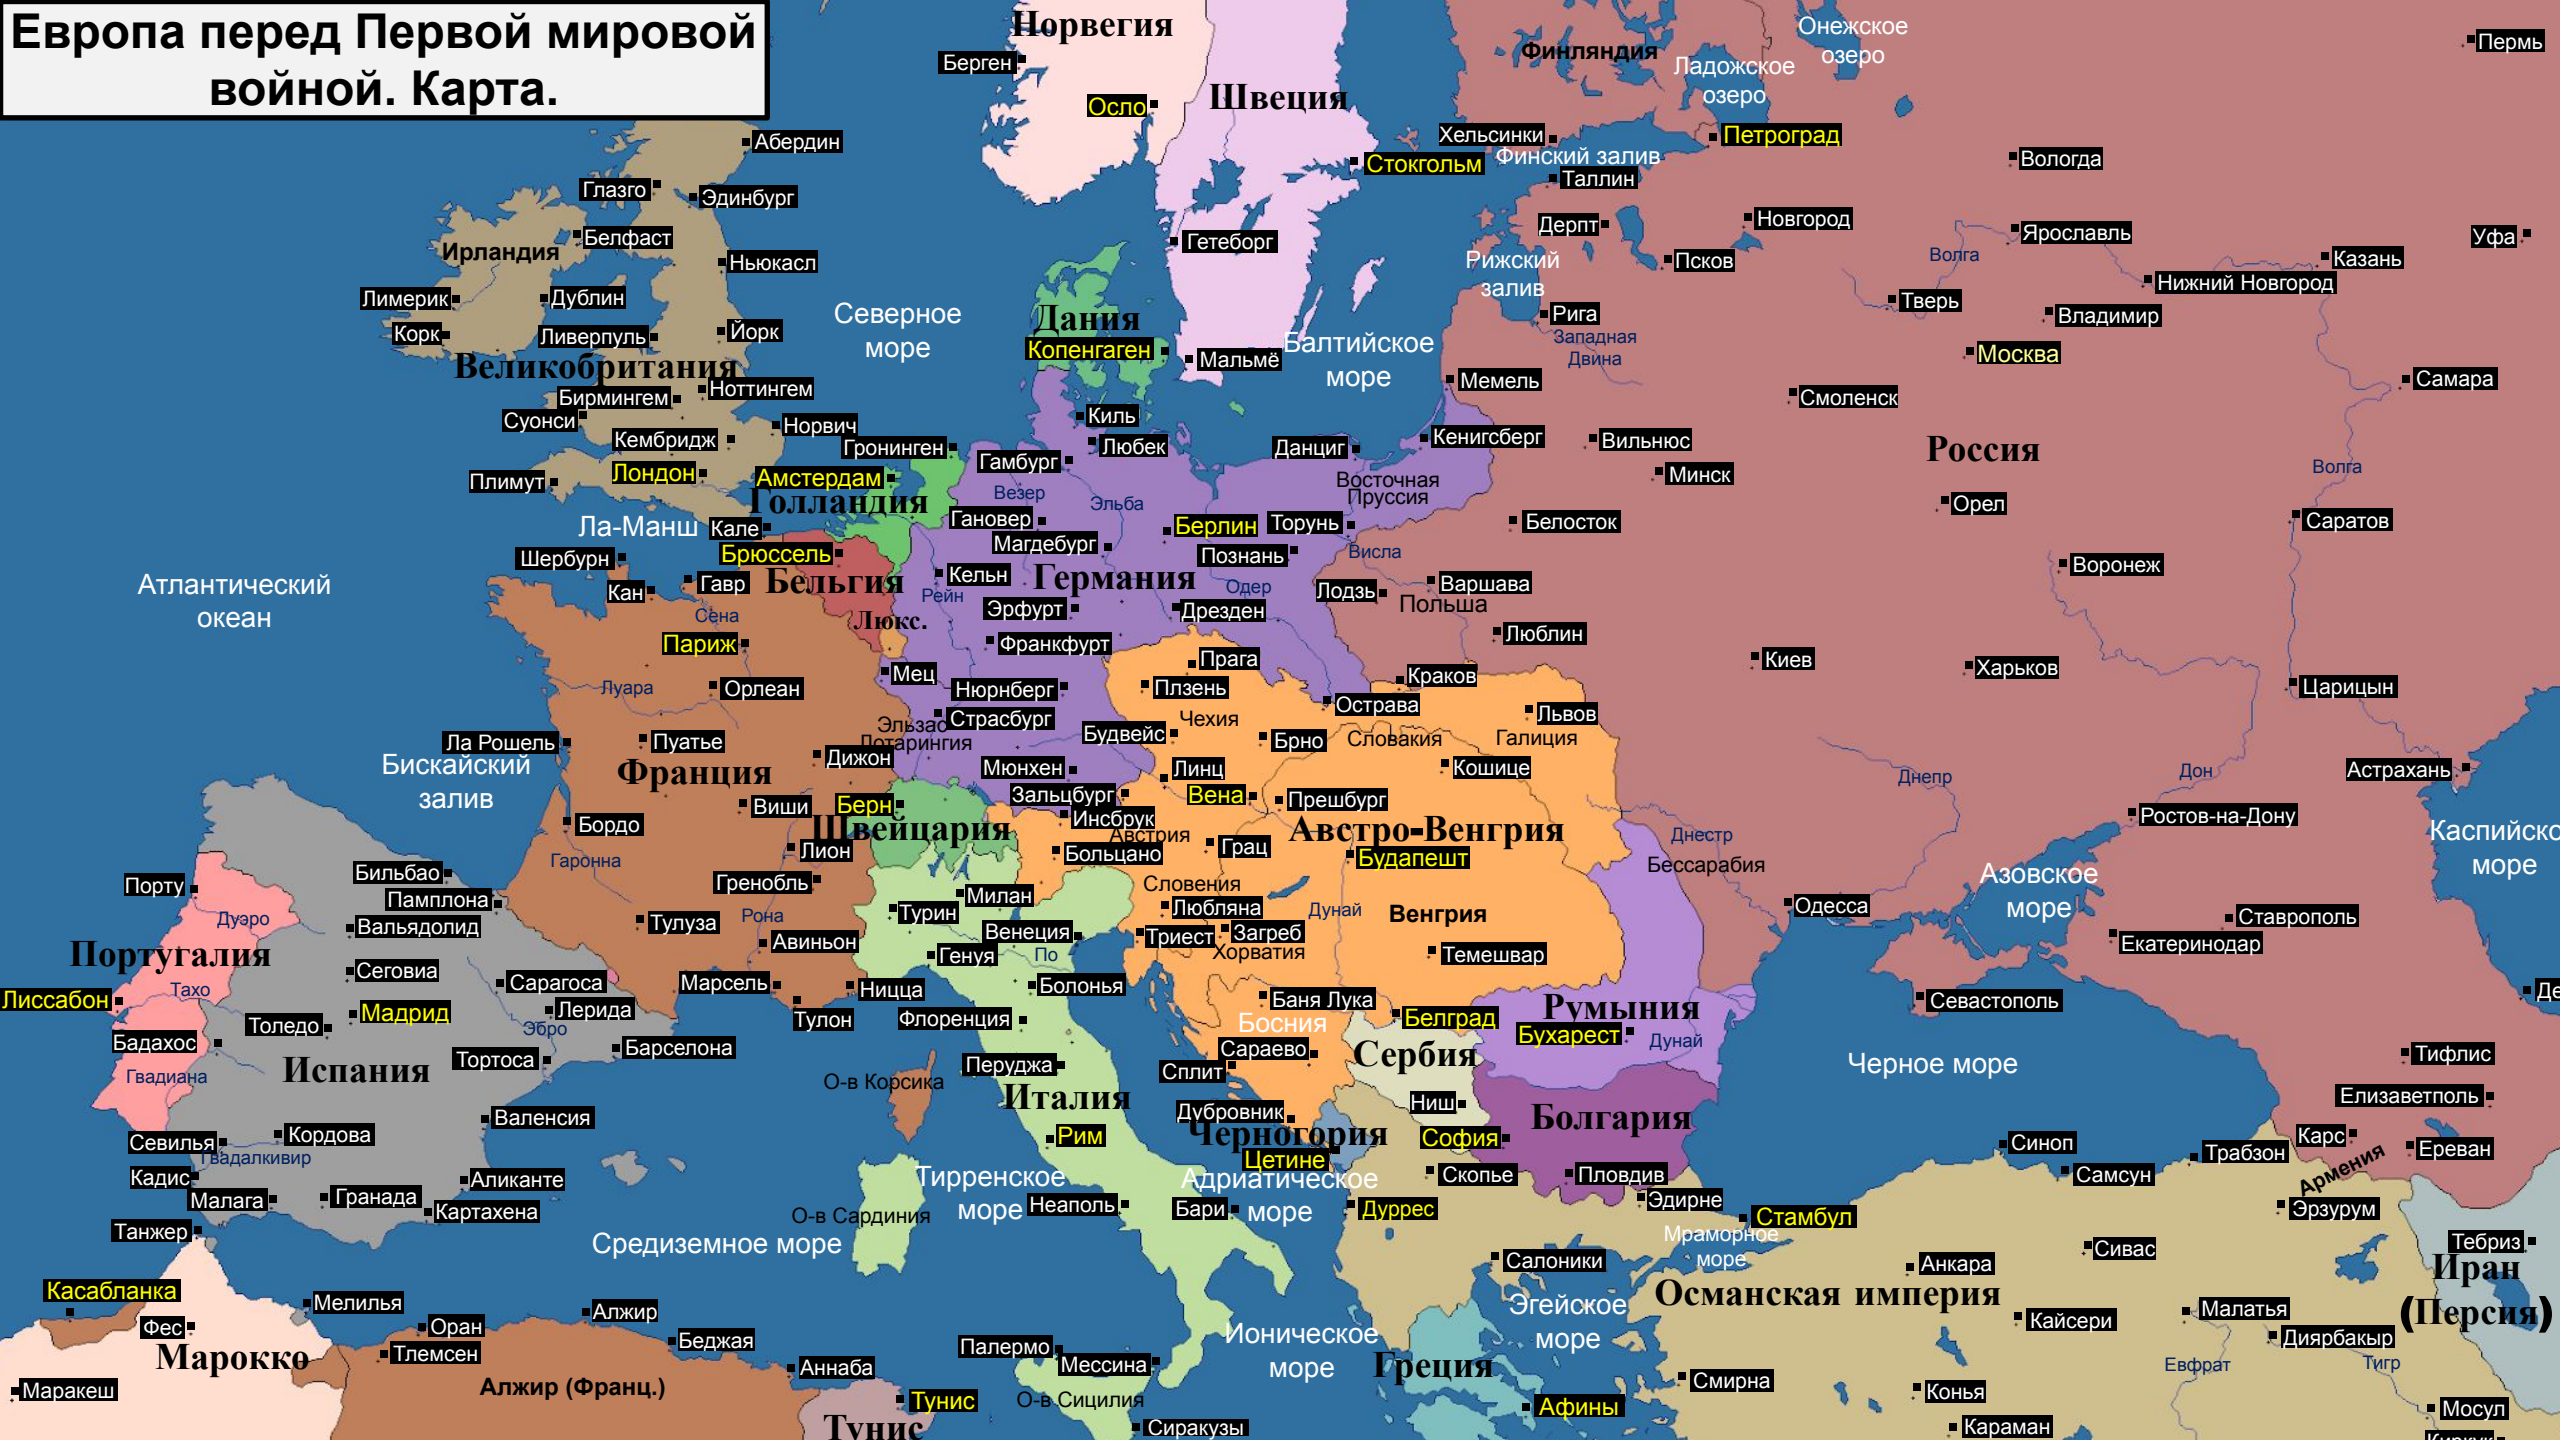 Европа перед Первой мировой
войной. Карта.
Норвегия
Берген
Осло
Швеция
Стокгольм
Гетеборг
Мальмё
Финляндия
Ладожское
озеро
Онежское
озеро
Пермь
Хельсинки
Финский залив
Петроград
Таллин
Вологда
Дерпт
Новгород
Псков
Рижский
залив
Рига
Западная
Двина
Ярославль
Волга
Казань
Уфа
Нижний Новгород
Тверь
Владимир
Москва
Самара
Смоленск
Абердин
Глазго
Эдинбург
Белфаст
Ирландия
Ньюкасл
Лимерик
Дублин
Корк
Ливерпуль
Йорк
Великобритания
Ноттингем
Бирмингем
Суонси
Норвич
Кембридж
Лондон
Плимут
Северное
море
Дания
Копенгаген
Балтийское
море
Мемель
Киль
Любек
Данциг
Кенигсберг
Гронинген
Гамбург
Амстердам
Голландия
Везер
Эльба
Восточная
Пруссия
Вильнюс
Минск
Россия
Орел
Волга
Саратов
Ла-Манш
Кале
Гановер
Берлин
Торунь
Белосток
Магдебург
Познань
Висла
Брюссель
Бельгия
Шербурн
Гавр
Кан
Сена
Кельн
Германия
Рейн
Одер
Лодзь
Варшава
Польша
Воронеж
Эрфурт
Дрезден
Люкс.
Франкфурт
Люблин
Атлантический
океан
Париж
Мец
Прага
Киев
Харьков
Царицын
Луара
Орлеан
Нюрнберг
Плзень
Краков
Острава
Львов
Страсбург
Эльзас
Лотарингия
Чехия
Будвейс
Брно
Словакия
Галиция
Ла Рошель
Пуатье
Дижон
Франция
Бискайский
залив
Мюнхен
Линц
Кошице
Днепр
Дон
Астрахань
Зальцбург
Вена
Прешбург
Виши
Берн
Швейцария
Инсбрук
Австрия
Австро-Венгрия
Днестр
Ростов-на-Дону
Каспийско
море
Бордо
Лион
Больцано
Грац
Будапешт
Бессарабия
Азовское
море
Гаронна
Гренобль
Словения
Бильбао
Памплона
Порту
Милан
Турин
Любляна
Дунай
Венгрия
Одесса
Ставрополь
Дуэро
Вальядолид
Тулуза
Рона
Авиньон
Венеция
Триест
Загреб
Хорватия
Екатеринодар
Португалия
Генуя
По
Темешвар
Сеговиа
Сарагоса
Марсель
Ницца
Болонья
Лиссабон
Тахо
Мадрид
Лерида
Тулон
Баня Лука
Белград
Румыния
Севастополь
Де
Толедо
Эбро
Флоренция
Босния
Бухарест
Дунай
Бадахос
Барселона
Тортоса
Испания
Сараево
Сербия
Черное море
Тифлис
Гвадиана
О-в Корсика
Перуджа
Сплит
Италия
Ниш
Болгария
Елизаветполь
Валенсия
Дубровник
Черногория
София
Севилья
Кордова
Рим
Цетине
Синоп
Карс
Ереван
Гвадалкивир
Трабзон
Армения
Кадис
Аликанте
Тирренское
море
Адриатическое
море
Скопье
Пловдив
Самсун
Малага
Гранада
Картахена
Неаполь
Бари
Дуррес
Эдирне
Эрзурум
О-в Сардиния
Стамбул
Танжер
Средиземное море
Мраморное
море
Сивас
Тебриз
Салоники
Анкара
Иран
(Персия)
Касабланка
Мелилья
Алжир
Эгейское
море
Османская империя
Малатья
Фес
Оран
Беджая
Кайсери
Диярбакыр
Марокко
Тлемсен
Палермо
Мессина
Ионическое
море
Греция
Евфрат
Тигр
Аннаба
Маракеш
Алжир (Франц.)
Тунис
О-в Сицилия
Смирна
Конья
Афины
Мосул
Тунис
Сиракузы
Караман
Киркук